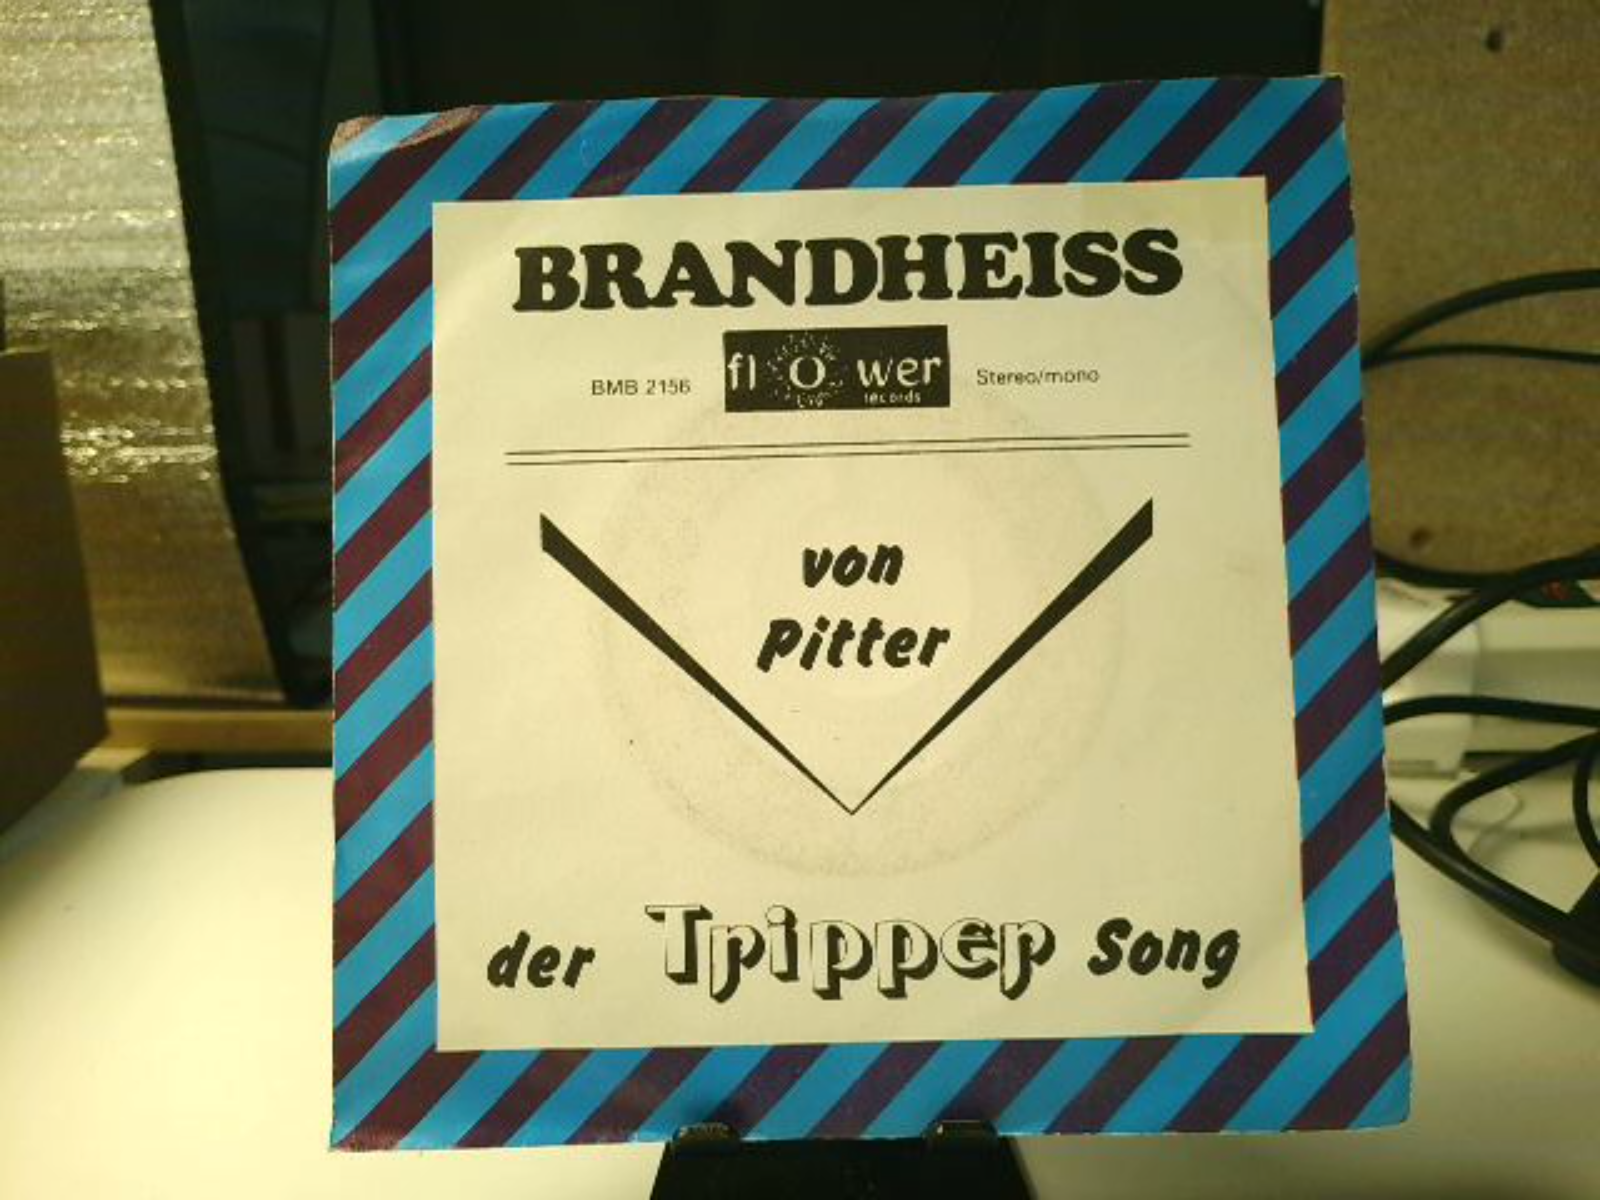 BRANDHEISS
BMB 2156 flower records Stereo/mono
von
Pitter
der Tripper Song